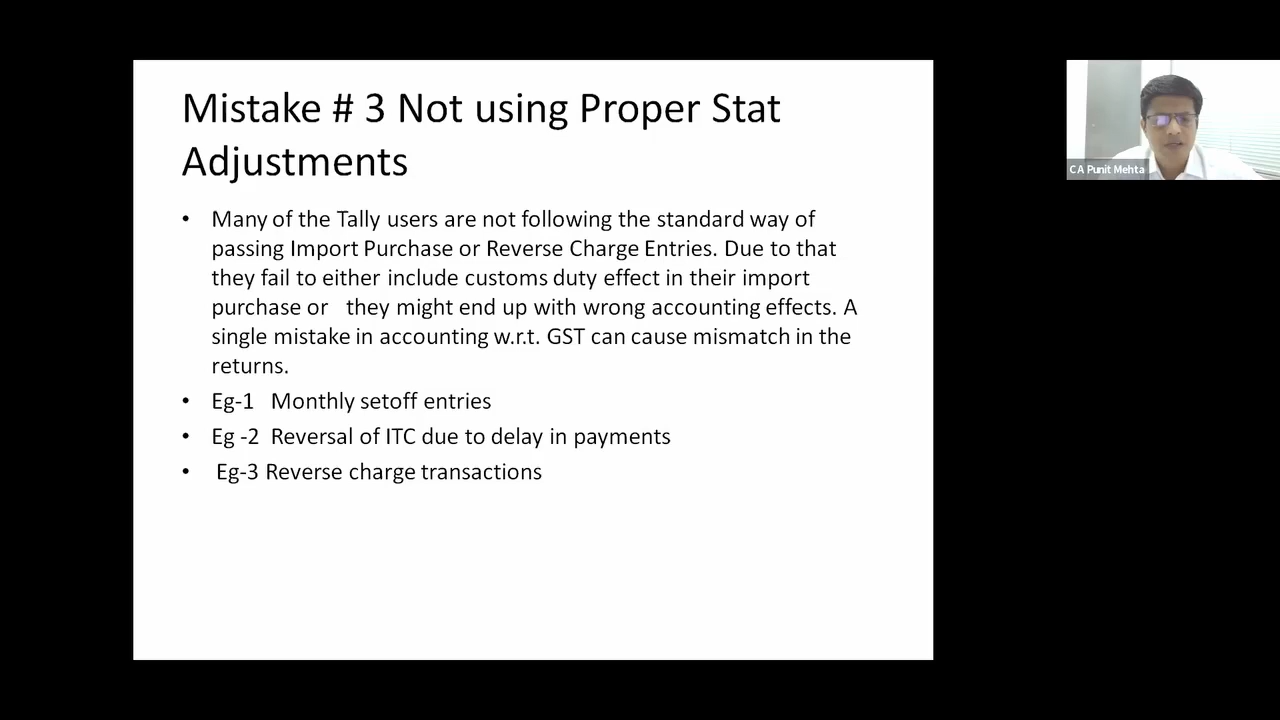 Mistake # 3 Not using Proper Stat
Adjustments
• Many of the Tally users are not following the standard way of
passing Import Purchase or Reverse Charge Entries. Due to that
they fail to either include customs duty effect in their import
purchase or   they might end up with wrong accounting effects. A
single mistake in accounting w.r.t. GST can cause mismatch in the
returns.
• Eg-1   Monthly setoff entries
• Eg -2  Reversal of ITC due to delay in payments
• Eg-3 Reverse charge transactions
CA Punit Mehta